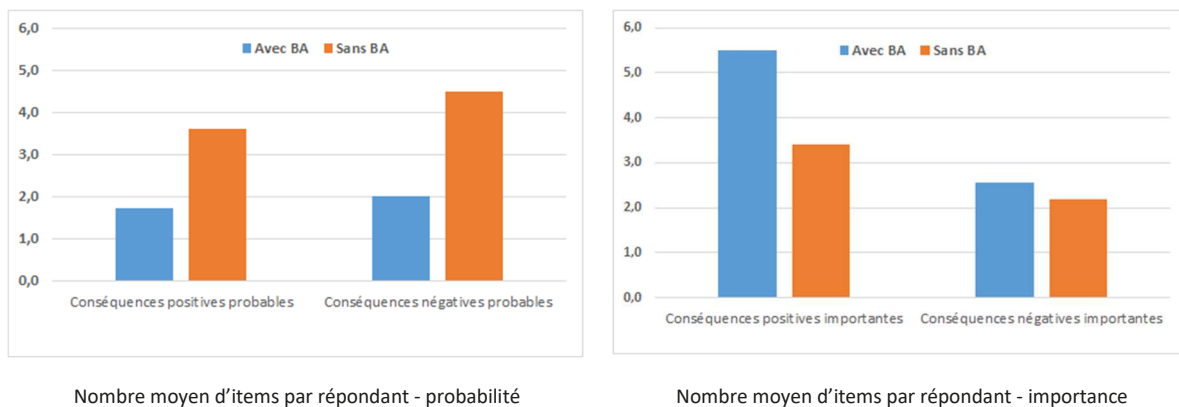 6,0
Avec BA Sans BA
5,0
4,0
3,0
2,0
1,0
0,0
Conséquences positives probables Conséquences négatives probables
6,0
Avec BA Sans BA
5,0
4,0
3,0
2,0
1,0
0,0
Conséquences positives importantes Conséquences négatives importantes
Nombre moyen d’items par répondant - probabilité
Nombre moyen d’items par répondant - importance